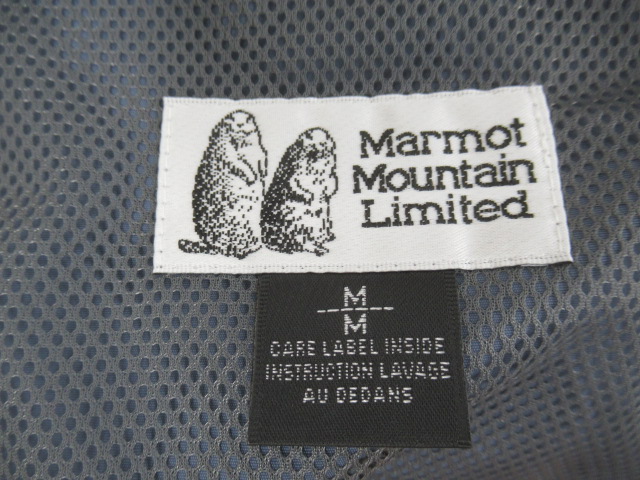 Marmot
Mountain
Limited
M
M
CARE LABEL INSIDE
INSTRUCTION LAVAGE
AU DEDANS